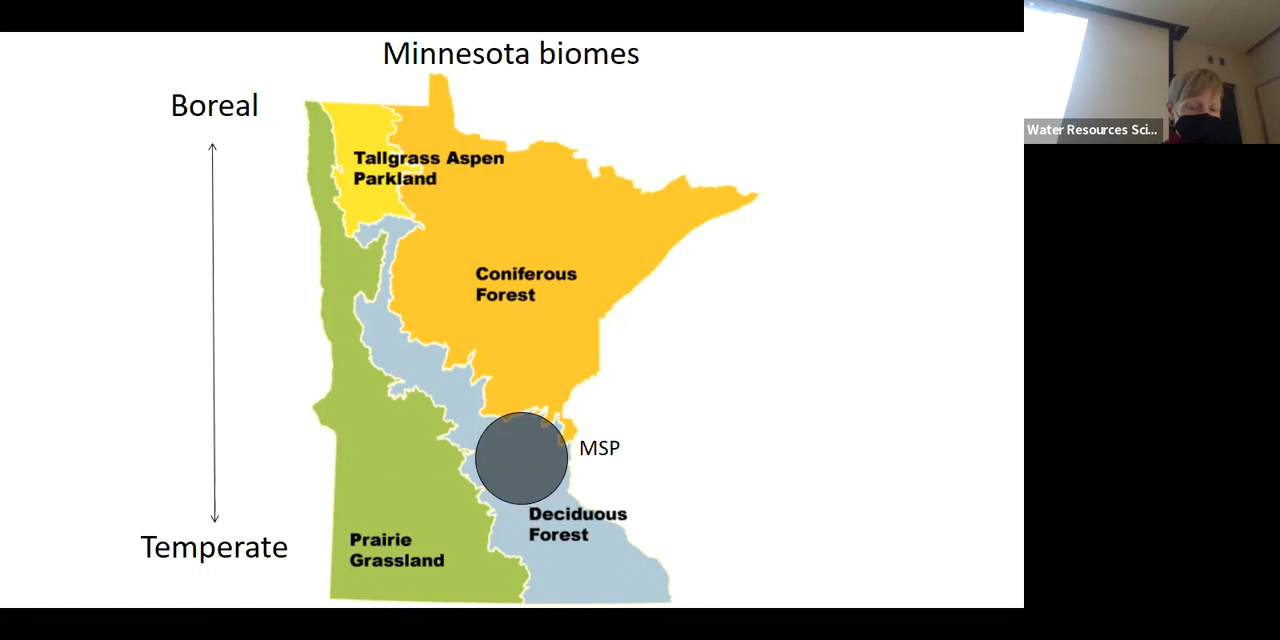 Minnesota biomes
Boreal
Tallgrass Aspen
Parkland
Coniferous
Forest
MSP
Deciduous
Forest
Prairie
Grassland
Temperate
Water Resources Sci...